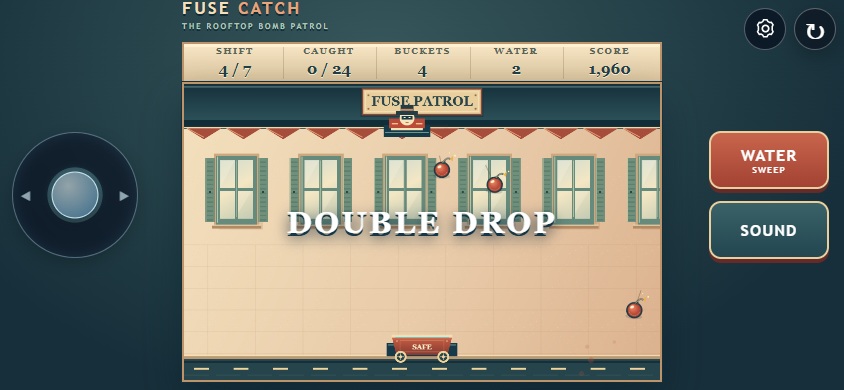 FUSE CATCH
THE ROOFTOP BOMB PATROL
SHIFT CAUGHT BUCKETS WATER SCORE
4 / 7 0 / 24 4 2 1,960
FUSE PATROL
DOUBLE DROP
SAFE
WATER
SWEEP
SOUND